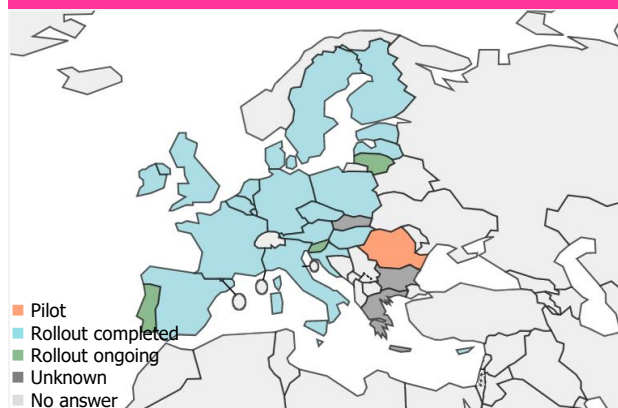 Pilot
Rollout completed
Rollout ongoing
Unknown
No answer